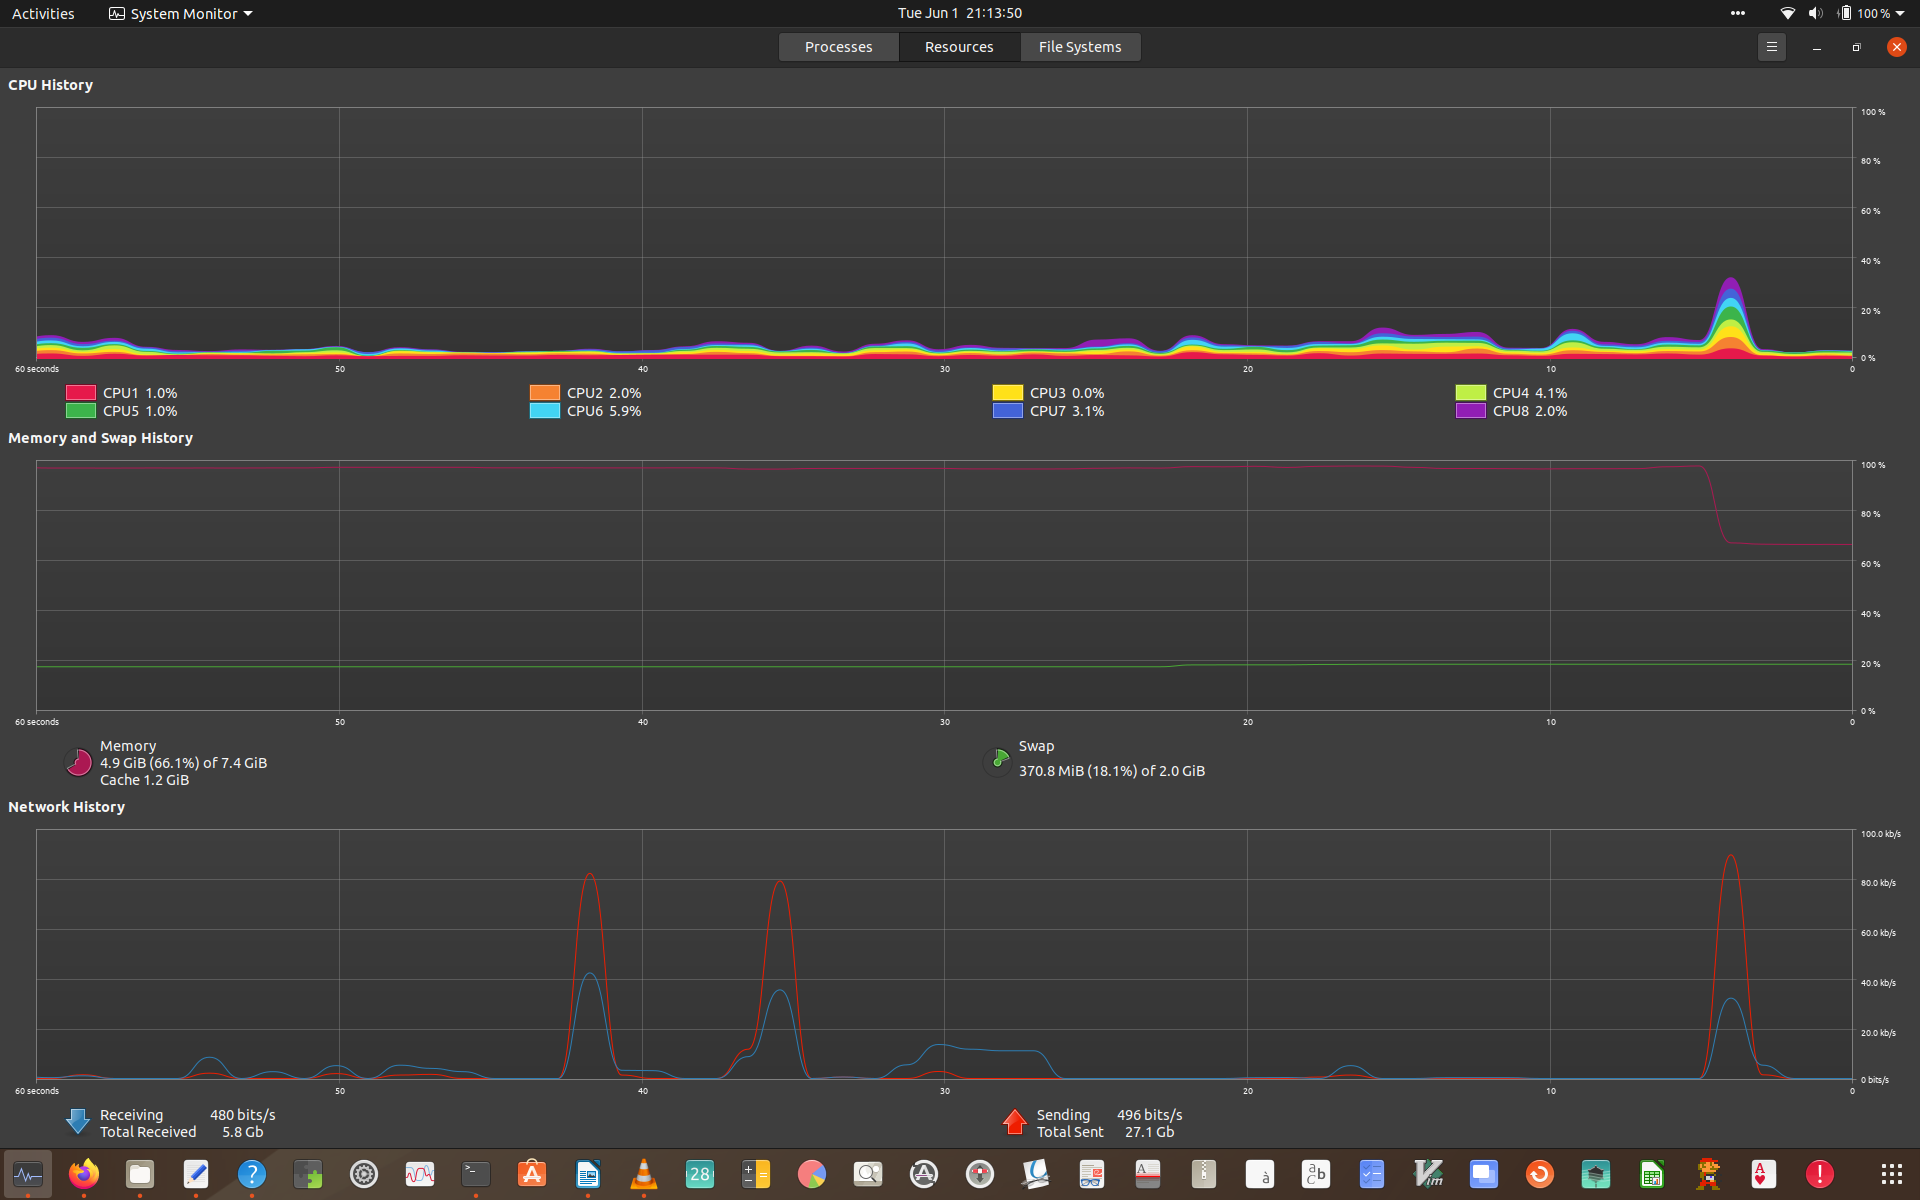 Activities
System Monitor
Tue Jun 1 21:13:50
100 %
Processes
Resources
File Systems
CPU History
100 %
80 %
60 %
40 %
20 %
0 %
60 seconds 50 40 30 20 10 0
CPU1 1.0% CPU2 2.0% CPU3 0.0% CPU4 4.1%
CPU5 1.0% CPU6 5.9% CPU7 3.1% CPU8 2.0%
Memory and Swap History
100 %
80 %
60 %
40 %
20 %
0 %
60 seconds 50 40 30 20 10 0
Memory
4.9 GiB (66.1%) of 7.4 GiB
Cache 1.2 GiB
Swap
370.8 MiB (18.1%) of 2.0 GiB
Network History
100.0 kb/s
80.0 kb/s
60.0 kb/s
40.0 kb/s
20.0 kb/s
0 bits/s
60 seconds 50 40 30 20 10 0
Receiving 480 bits/s
Total Received 5.8 Gb
Sending 496 bits/s
Total Sent 27.1 Gb
28